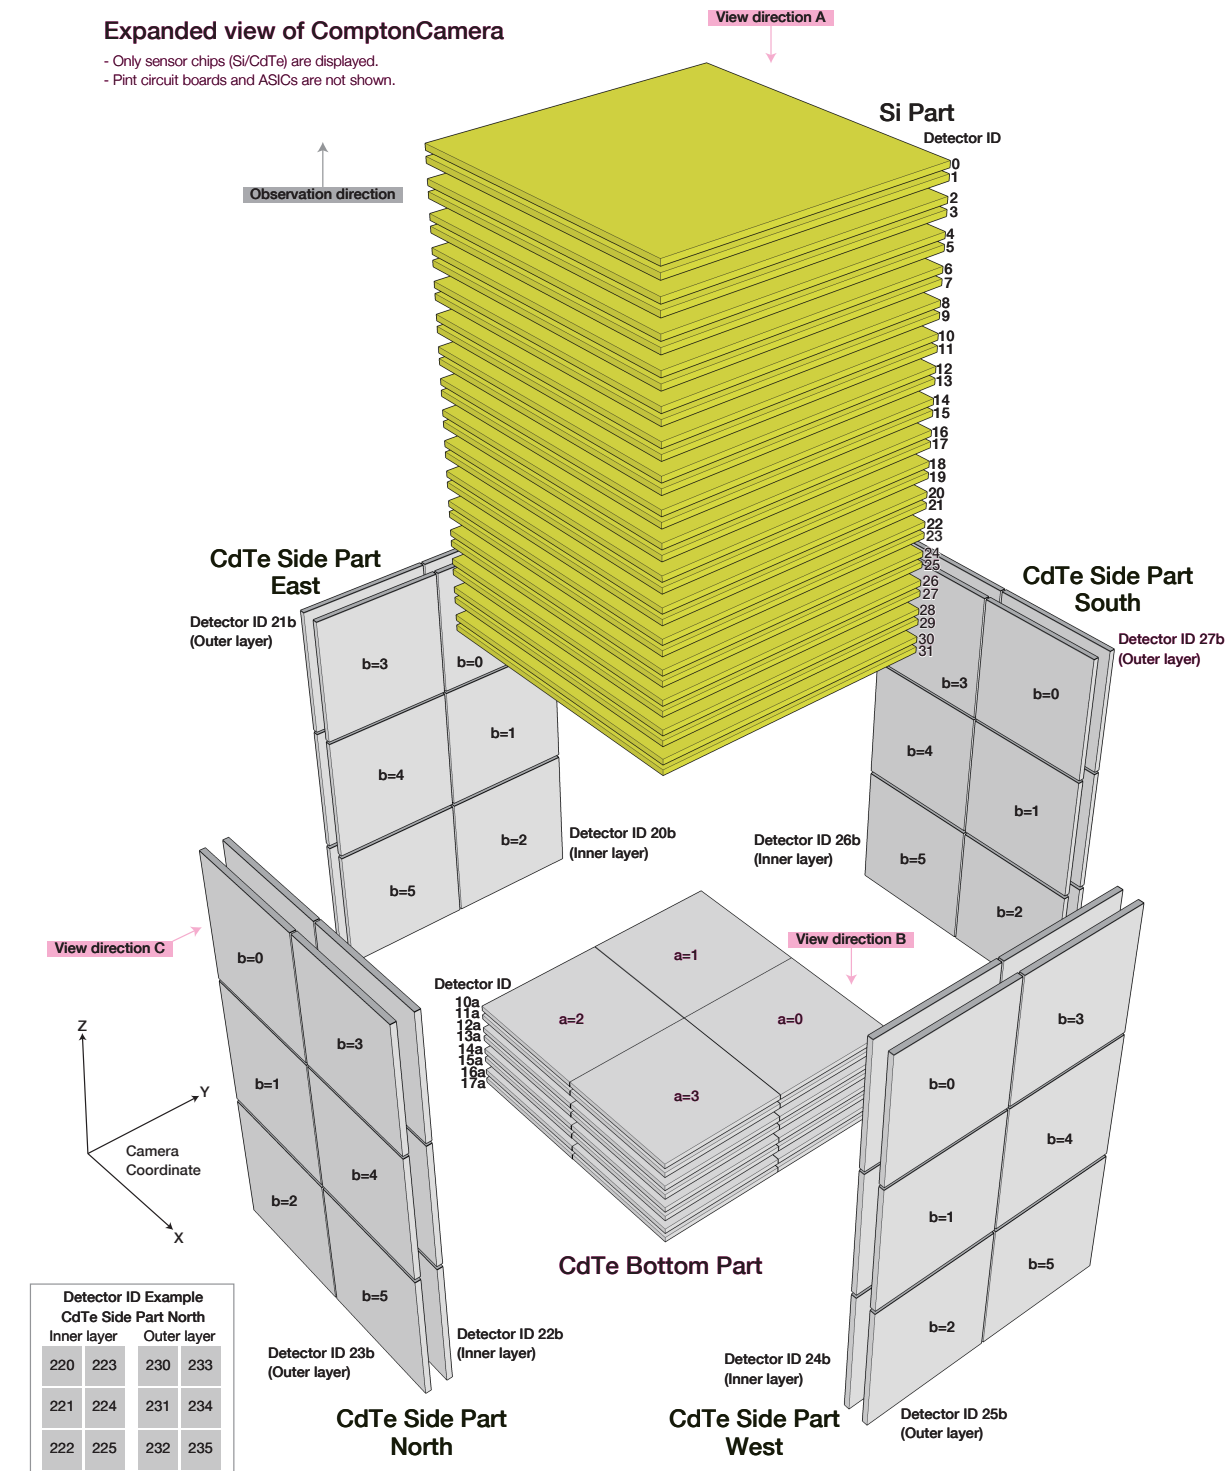 View direction A
Expanded view of ComptonCamera
- Only sensor chips (Si/CdTe) are displayed.
- Pint circuit boards and ASICs are not shown.
Si Part
Detector ID
Observation direction
0
1
2
3
4
5
6
7
8
9
10
11
12
13
14
15
16
17
18
19
20
21
22
23
24
25
26
27
28
29
30
31
CdTe Side Part
East
Detector ID 21b
(Outer layer)
b=3
b=0
b=1
b=4
b=2
b=5
Detector ID 20b
(Inner layer)
CdTe Side Part
South
Detector ID 27b
(Outer layer)
b=3
b=0
b=4
b=1
b=5
b=2
Detector ID 26b
(Inner layer)
View direction C
b=0
b=3
b=1
b=4
b=2
b=5
View direction B
Detector ID
10a
11a
12a
13a
14a
15a
16a
17a
a=1
a=2
a=0
a=3
CdTe Bottom Part
b=3
b=0
b=4
b=1
b=5
b=2
Z
Y
Camera
Coordinate
X
Detector ID 22b
(Inner layer)
Detector ID 23b
(Outer layer)
CdTe Side Part
North
Detector ID 24b
(Inner layer)
CdTe Side Part
West
Detector ID 25b
(Outer layer)
Detector ID Example
CdTe Side Part North
Inner layer Outer layer
220 223 230 233
221 224 231 234
222 225 232 235